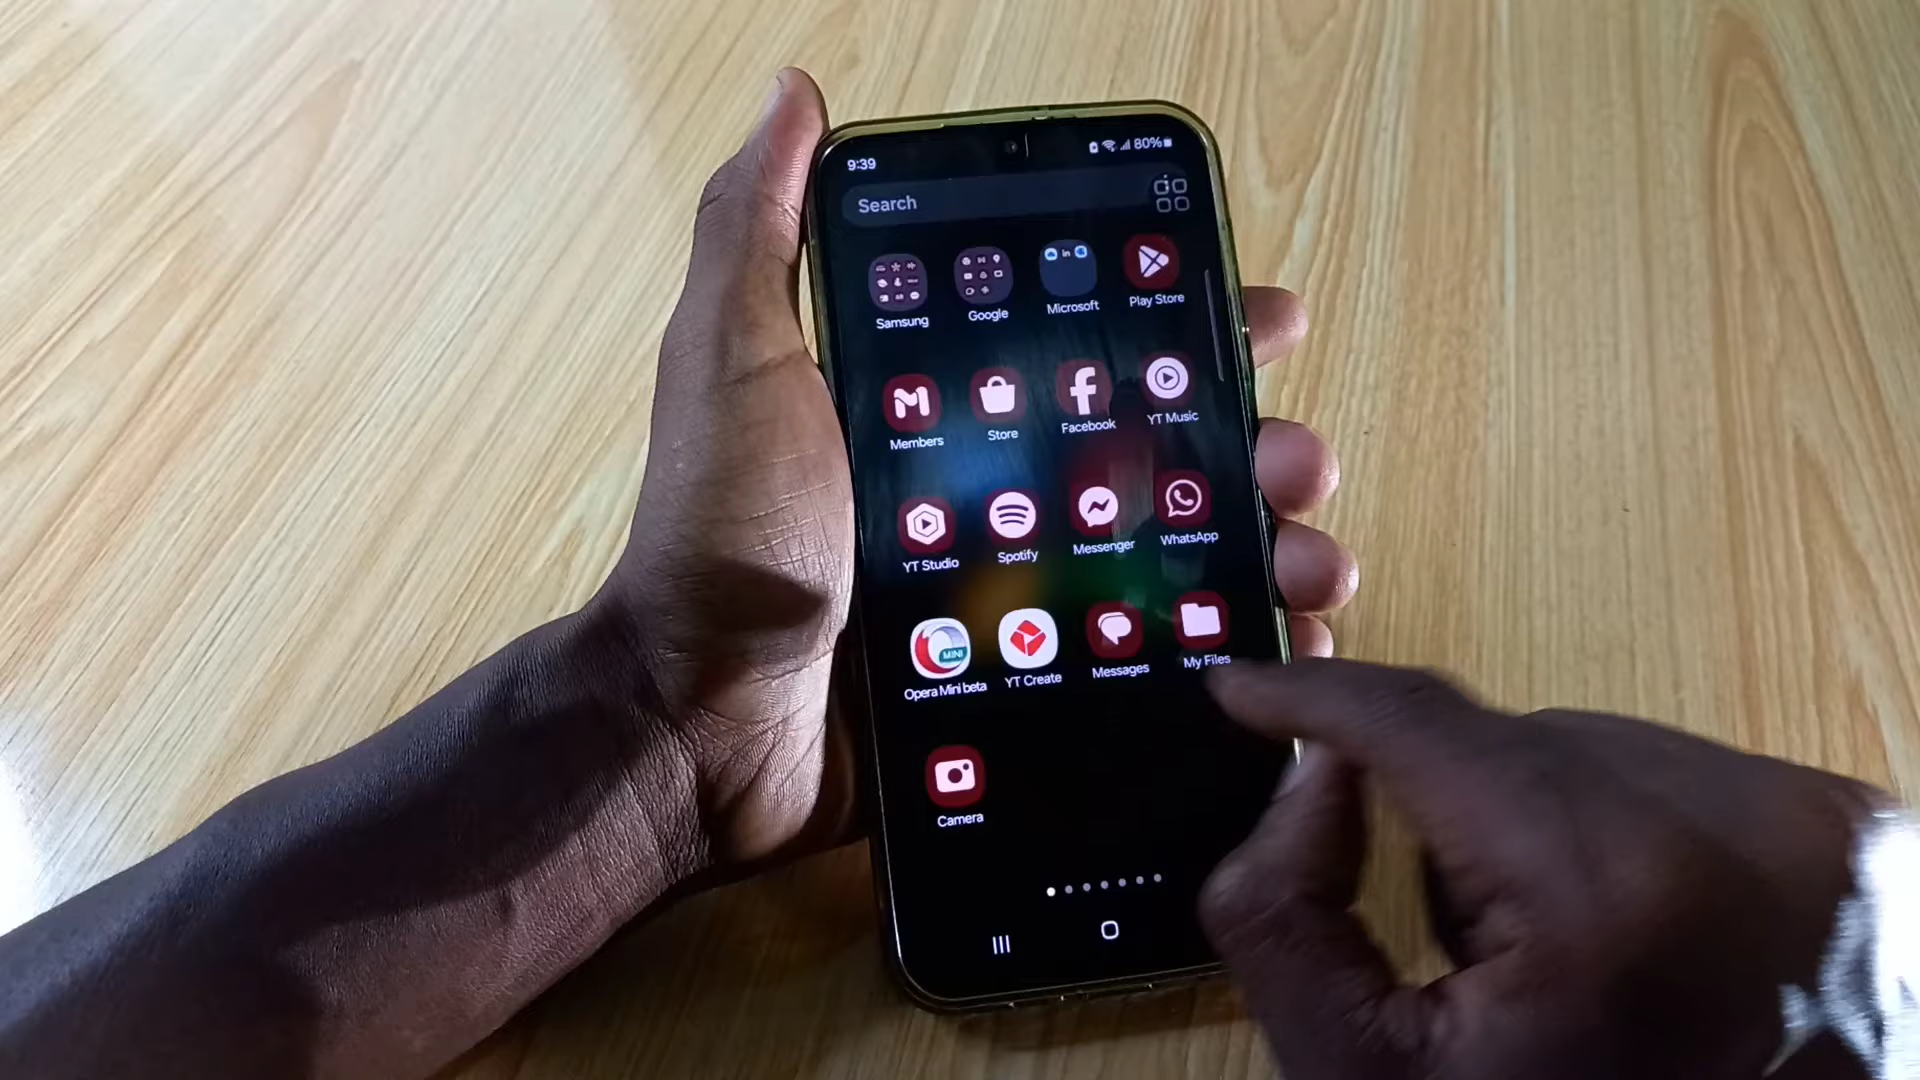 9:39
80%
Search
Samsung
Google
in
Microsoft
Play Store
Members
Store
Facebook
YT Music
YT Studio
Spotify
Messenger
WhatsApp
MINI
Opera Mini beta
YT Create
Messages
My Files
Camera